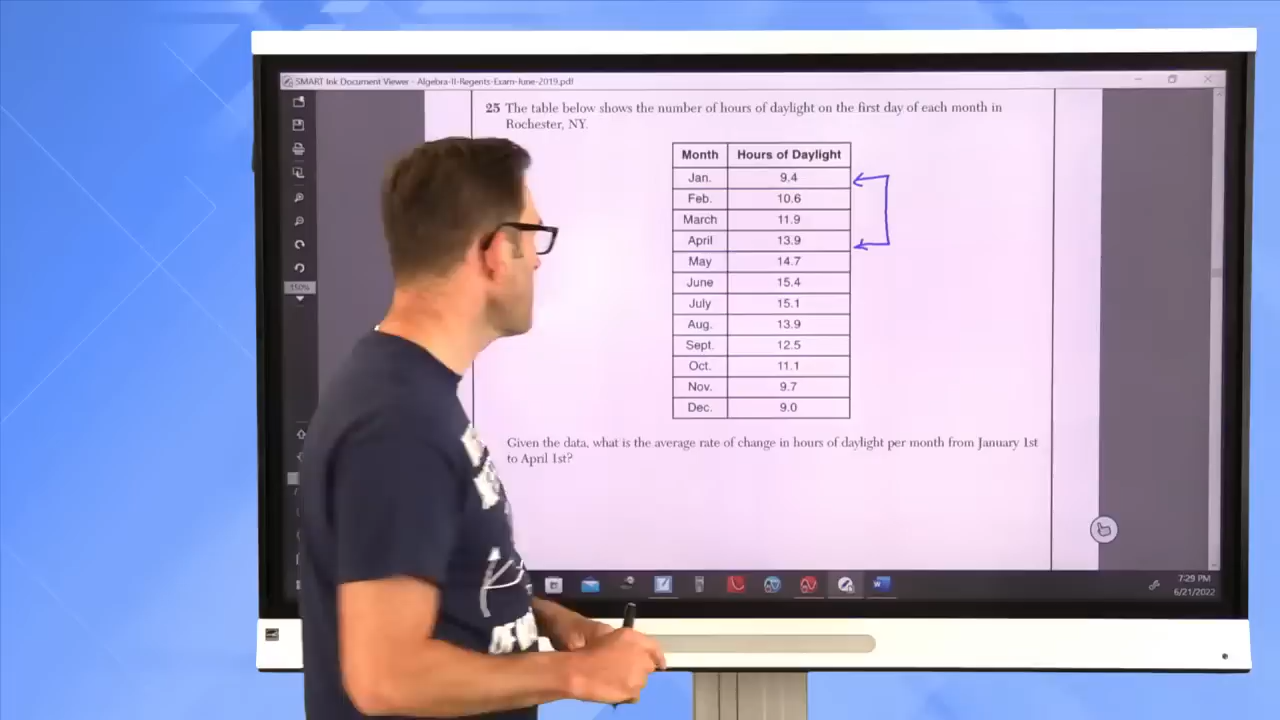 SMART Ink Document Viewer - Algebra-II-Regents-Exam-June-2019.pdf
25 The table below shows the number of hours of daylight on the first day of each month in
Rochester, NY.
Month Hours of Daylight
Jan. 9.4
Feb. 10.6
March 11.9
April 13.9
May 14.7
June 15.4
July 15.1
Aug. 13.9
Sept. 12.5
Oct. 11.1
Nov. 9.7
Dec. 9.0
150%
Given the data, what is the average rate of change in hours of daylight per month from January 1st
to April 1st?
7:29 PM
6/21/2022